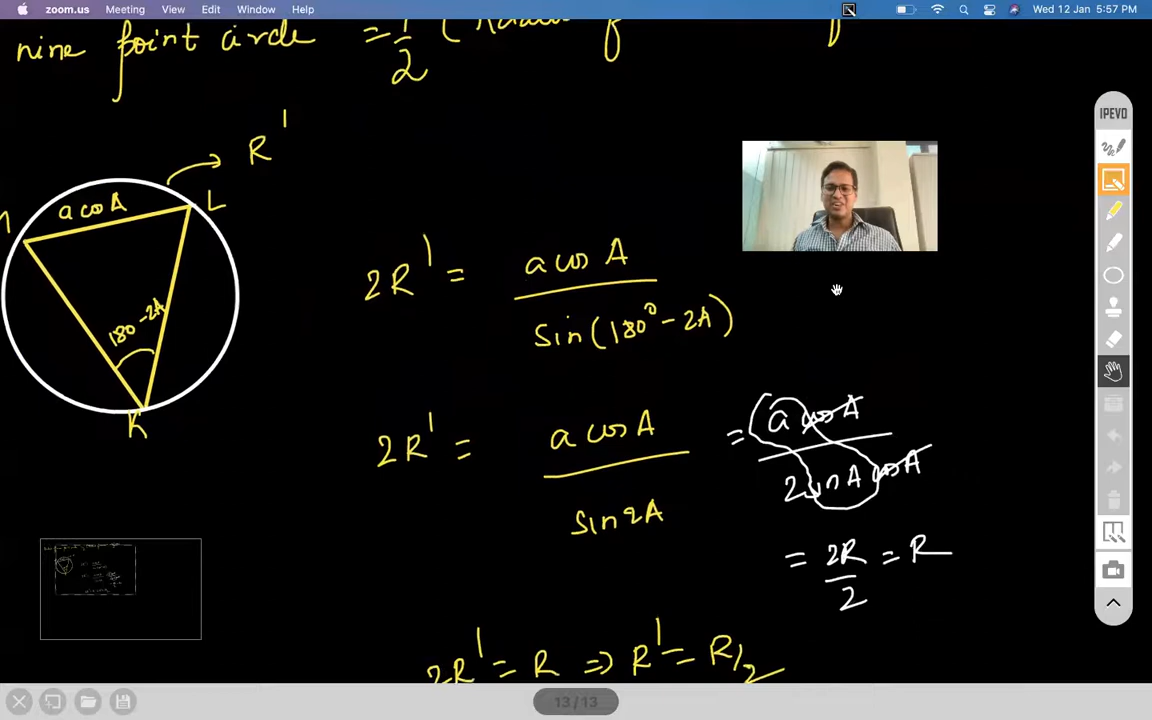 zoom.us Meeting View Edit Window Help Wed 12 Jan 5:57 PM
nine point circle = 1/2 (
R'
IPEVO
a cos A L
2R' = a cos A / Sin(180° - 2A)
180 - 2A
K
2R' = a cos A / Sin 2A = a cos A / 2 sin A cos A
= 2R/2 = R
2R' = R ⇒ R' = R/2
13/13